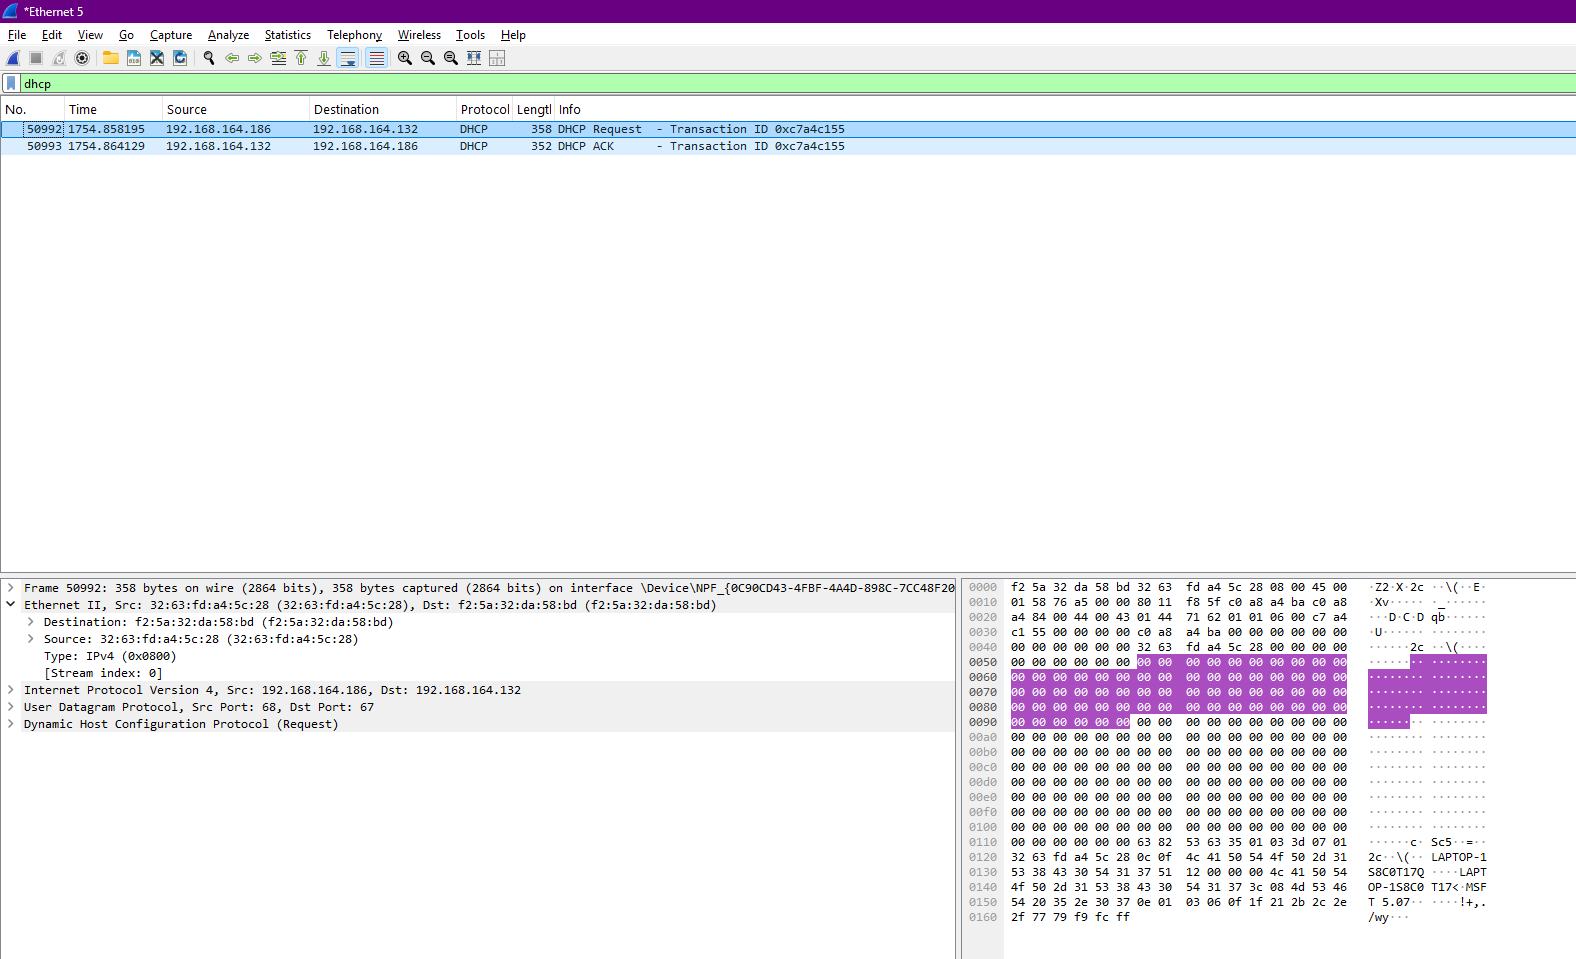 *Ethernet 5
File Edit View Go Capture Analyze Statistics Telephony Wireless Tools Help
dhcp
No. Time Source Destination Protocol Lengtl Info
50992 1754.858195 192.168.164.186 192.168.164.132 DHCP 358 DHCP Request - Transaction ID 0xc7a4c155
50993 1754.864129 192.168.164.132 192.168.164.186 DHCP 352 DHCP ACK - Transaction ID 0xc7a4c155
Frame 50992: 358 bytes on wire (2864 bits), 358 bytes captured (2864 bits) on interface \Device\NPF_{0C90CD43-4FBF-4A4D-898C-7CC48F20
Ethernet II, Src: 32:63:fd:a4:5c:28 (32:63:fd:a4:5c:28), Dst: f2:5a:32:da:58:bd (f2:5a:32:da:58:bd)
Destination: f2:5a:32:da:58:bd (f2:5a:32:da:58:bd)
Source: 32:63:fd:a4:5c:28 (32:63:fd:a4:5c:28)
Type: IPv4 (0x0800)
[Stream index: 0]
Internet Protocol Version 4, Src: 192.168.164.186, Dst: 192.168.164.132
User Datagram Protocol, Src Port: 68, Dst Port: 67
Dynamic Host Configuration Protocol (Request)
0000 f2 5a 32 da 58 bd 32 63 fd a4 5c 28 08 00 45 00 ·Z2·X·2c ··\(··E·
0010 01 58 76 a5 00 00 80 11 f8 5f c0 a8 a4 ba c0 a8 ·Xv····· ·_······
0020 a4 84 00 44 00 43 01 44 71 62 01 01 06 00 c7 a4 ···D·C·D qb······
0030 c1 55 00 00 00 00 c0 a8 a4 ba 00 00 00 00 00 00 ·U······ ········
0040 00 00 00 00 00 00 32 63 fd a4 5c 28 00 00 00 00 ······2c ··\(····
0050 00 00 00 00 00 00 00 00 00 00 00 00 00 00 00 00 ········ ········
0060 00 00 00 00 00 00 00 00 00 00 00 00 00 00 00 00 ········ ········
0070 00 00 00 00 00 00 00 00 00 00 00 00 00 00 00 00 ········ ········
0080 00 00 00 00 00 00 00 00 00 00 00 00 00 00 00 00 ········ ········
0090 00 00 00 00 00 00 00 00 00 00 00 00 00 00 00 00 ········ ········
00a0 00 00 00 00 00 00 00 00 00 00 00 00 00 00 00 00 ········ ········
00b0 00 00 00 00 00 00 00 00 00 00 00 00 00 00 00 00 ········ ········
00c0 00 00 00 00 00 00 00 00 00 00 00 00 00 00 00 00 ········ ········
00d0 00 00 00 00 00 00 00 00 00 00 00 00 00 00 00 00 ········ ········
00e0 00 00 00 00 00 00 00 00 00 00 00 00 00 00 00 00 ········ ········
00f0 00 00 00 00 00 00 00 00 00 00 00 00 00 00 00 00 ········ ········
0100 00 00 00 00 00 00 00 00 00 00 00 00 00 00 00 00 ········ ········
0110 00 00 00 00 00 00 63 82 53 63 35 01 03 3d 07 01 ······c· Sc5··=··
0120 32 63 fd a4 5c 28 0c 0f 4c 41 50 54 4f 50 2d 31 2c··\(·· LAPTOP-1
0130 53 38 43 30 54 31 37 51 12 00 00 00 4c 41 50 54 S8C0T17Q ····LAPT
0140 4f 50 2d 31 53 38 43 30 54 31 37 3c 08 4d 53 46 OP-1S8C0 T17<·MSF
0150 54 20 35 2e 30 37 0e 01 03 06 0f 1f 21 2b 2c 2e T 5.07·· ····!+,.
0160 2f 77 79 f9 fc ff /wy···